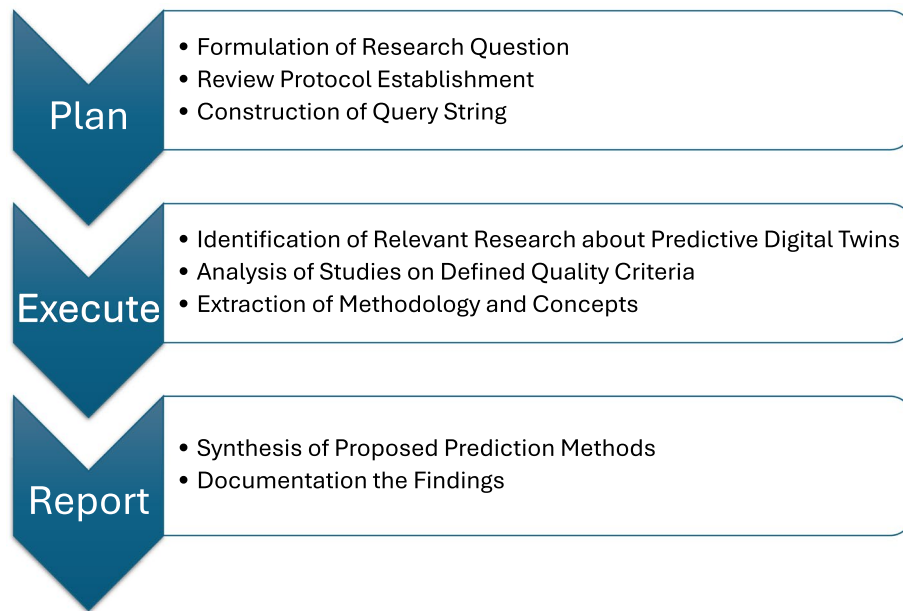 Plan
• Formulation of Research Question
• Review Protocol Establishment
• Construction of Query String
Execute
• Identification of Relevant Research about Predictive Digital Twins
• Analysis of Studies on Defined Quality Criteria
• Extraction of Methodology and Concepts
Report
• Synthesis of Proposed Prediction Methods
• Documentation the Findings